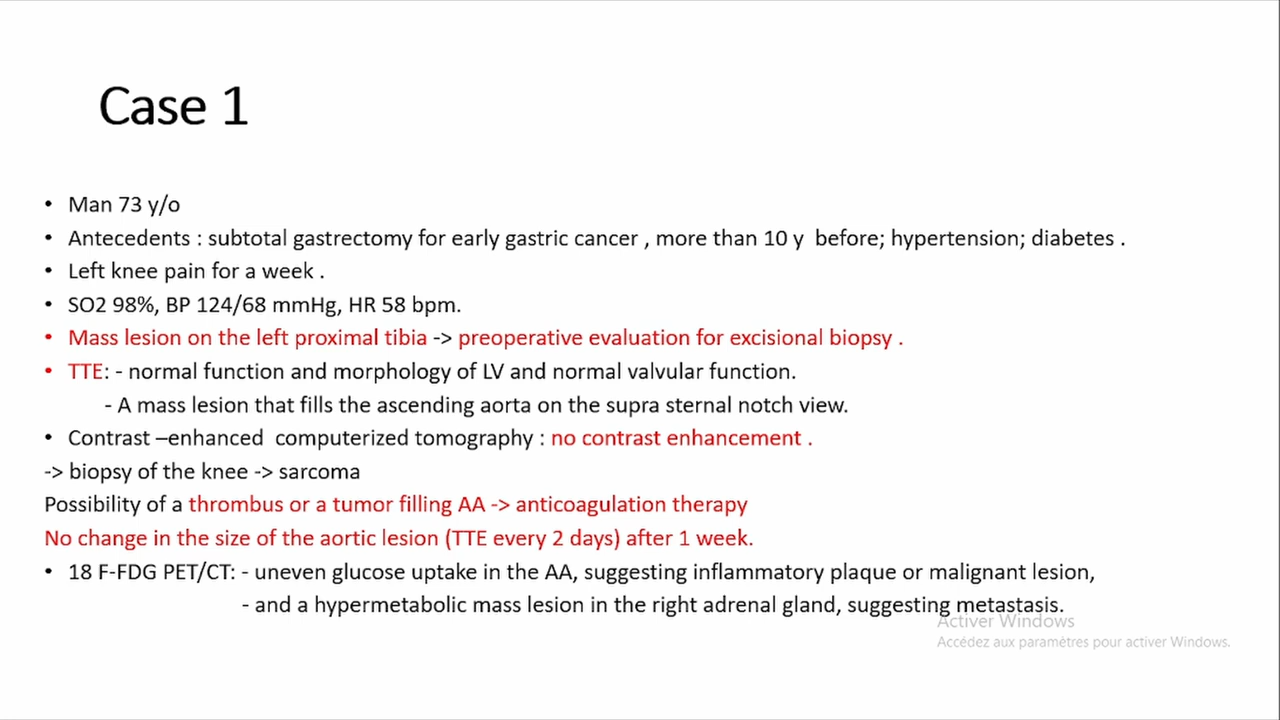 Case 1
• Man 73 y/o
• Antecedents : subtotal gastrectomy for early gastric cancer , more than 10 y  before; hypertension; diabetes .
• Left knee pain for a week .
• SO2 98%, BP 124/68 mmHg, HR 58 bpm.
• Mass lesion on the left proximal tibia -> preoperative evaluation for excisional biopsy .
• TTE: - normal function and morphology of LV and normal valvular function.
- A mass lesion that fills the ascending aorta on the supra sternal notch view.
• Contrast –enhanced  computerized tomography : no contrast enhancement .
-> biopsy of the knee -> sarcoma
Possibility of a thrombus or a tumor filling AA -> anticoagulation therapy
No change in the size of the aortic lesion (TTE every 2 days) after 1 week.
• 18 F-FDG PET/CT: - uneven glucose uptake in the AA, suggesting inflammatory plaque or malignant lesion,
- and a hypermetabolic mass lesion in the right adrenal gland, suggesting metastasis.
Activer Windows
Accédez aux paramètres pour activer Windows.